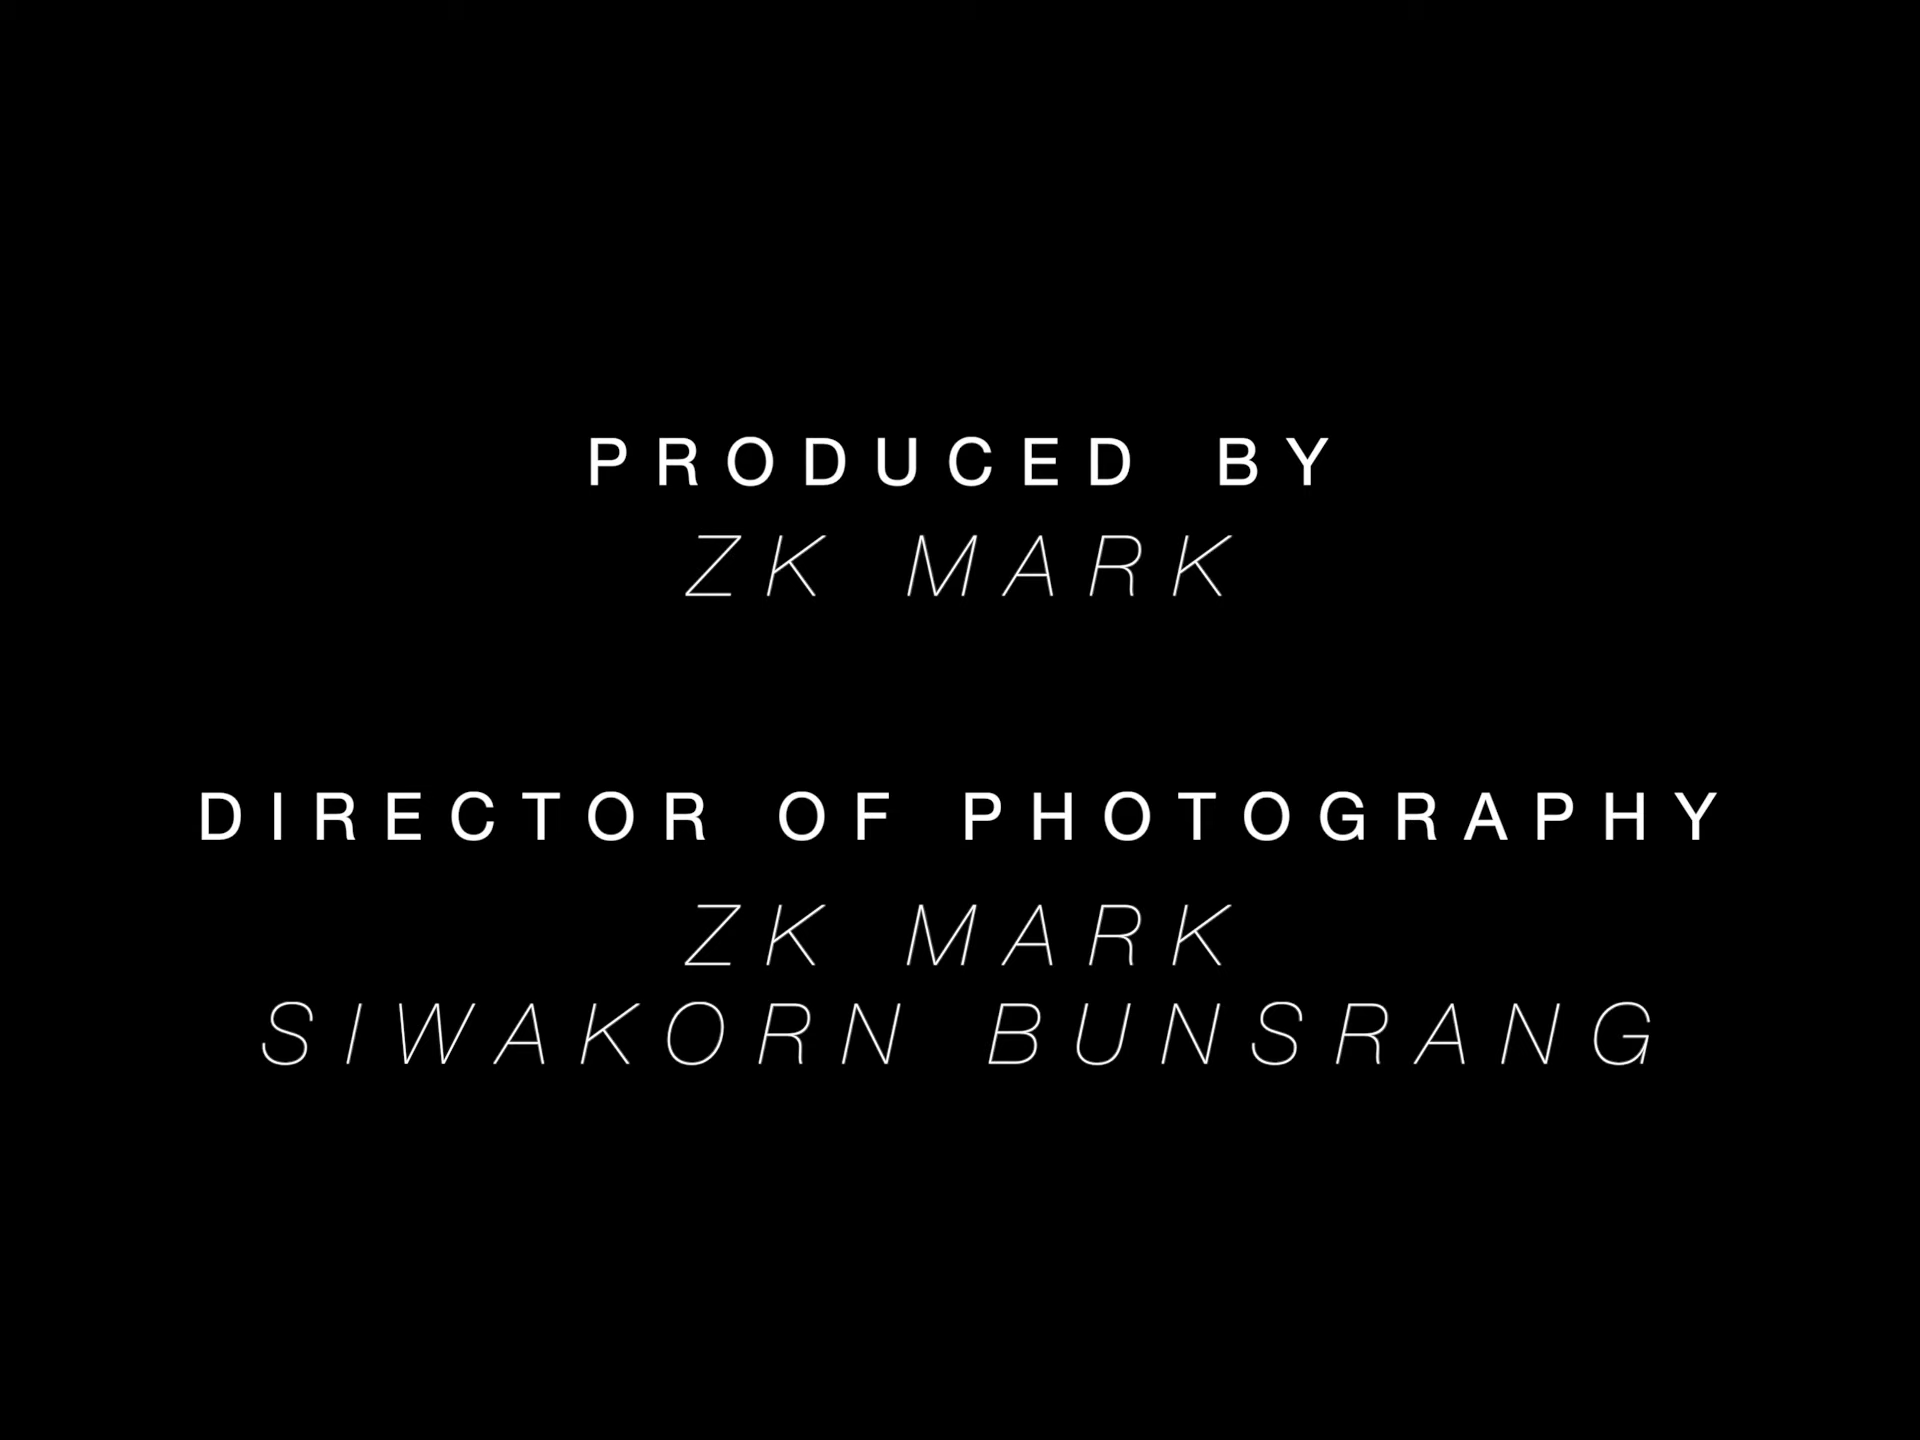 PRODUCED BY
ZK MARK
DIRECTOR OF PHOTOGRAPHY
ZK MARK
SIWAKORN BUNSRANG